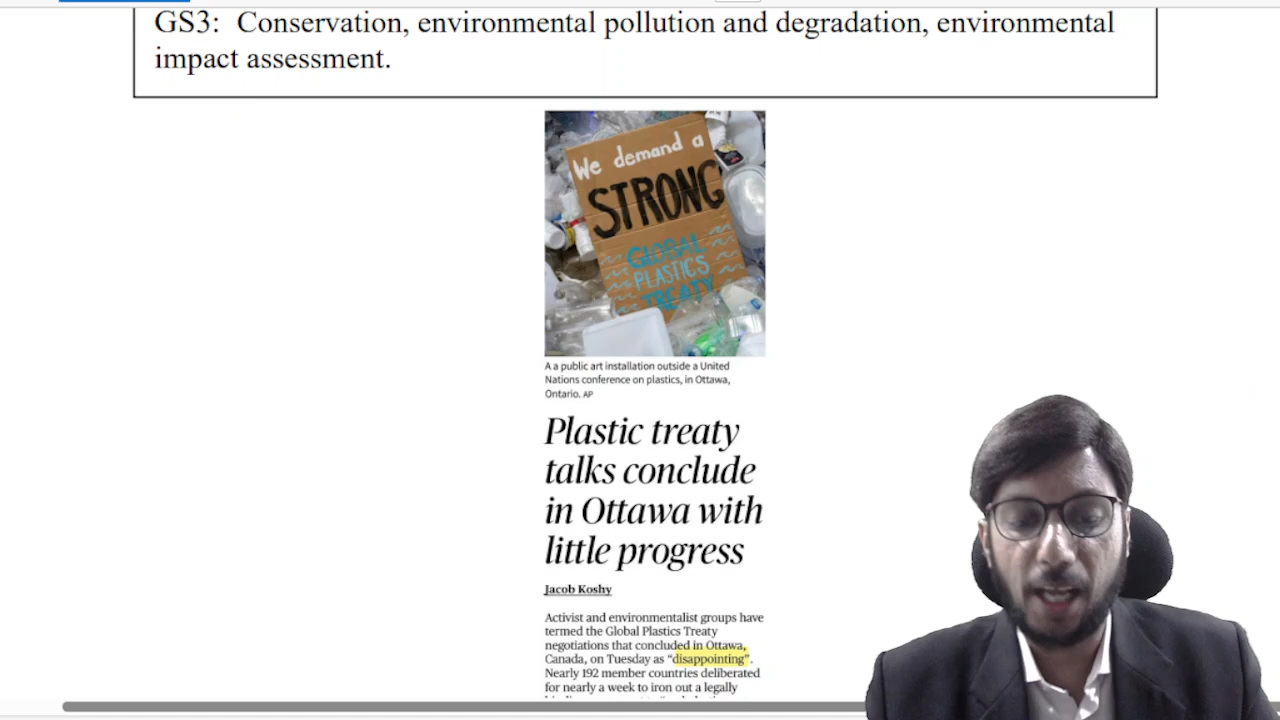 GS3: Conservation, environmental pollution and degradation, environmental
impact assessment.
We demand a
STRONG
GLOBAL
PLASTICS
TREATY
A a public art installation outside a United
Nations conference on plastics, in Ottawa,
Ontario. AP
Plastic treaty
talks conclude
in Ottawa with
little progress
Jacob Koshy
Activist and environmentalist groups have
termed the Global Plastics Treaty
negotiations that concluded in Ottawa,
Canada, on Tuesday as “disappointing”.
Nearly 192 member countries deliberated
for nearly a week to iron out a legally